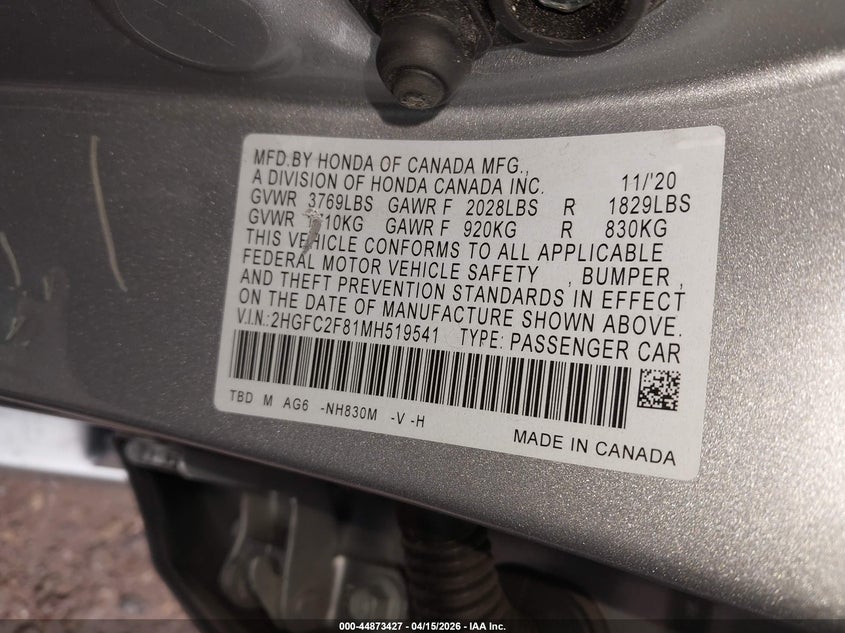 MFD.BY HONDA OF CANADA MFG.,
A DIVISION OF HONDA CANADA INC. 11/'20
GVWR 3769LBS GAWR F 2028LBS R 1829LBS
GVWR 10KG GAWR F 920KG R 830KG
THIS VEHICLE CONFORMS TO ALL APPLICABLE
FEDERAL MOTOR VEHICLE SAFETY , BUMPER ,
AND THEFT PREVENTION STANDARDS IN EFFECT
ON THE DATE OF MANUFACTURE SHOWN ABOVE.
V.I.N.:2HGFC2F81MH519541 TYPE: PASSENGER CAR
TBD M AG6 -NH830M -V -H
MADE IN CANADA
000-44873427 - 04/15/2026 - IAA Inc.